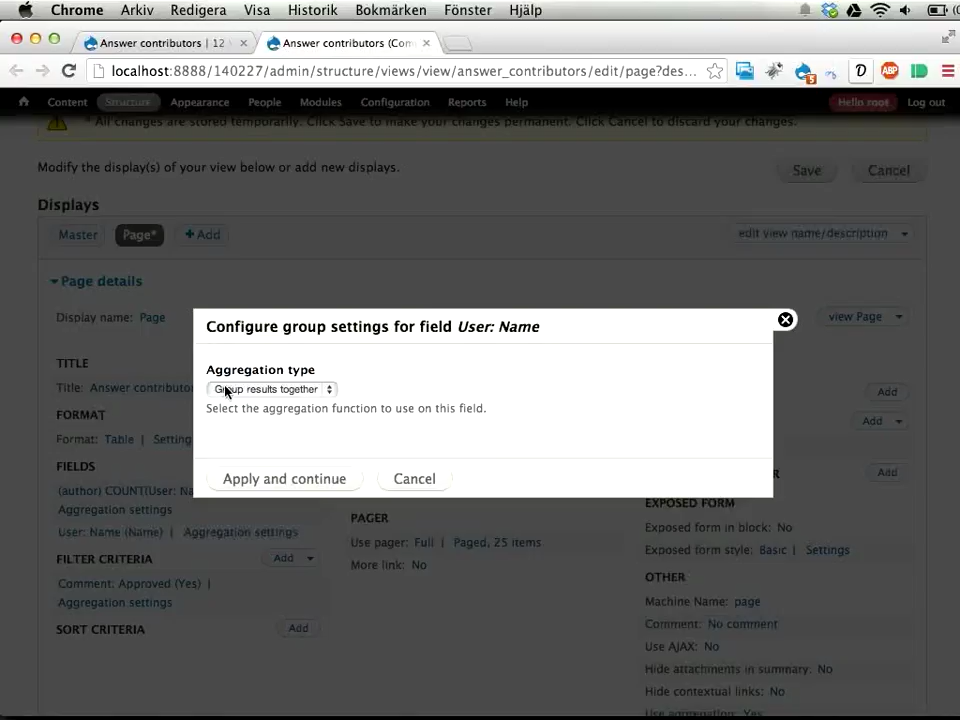 Chrome Arkiv Redigera Visa Historik Bokmärken Fönster Hjälp
Answer contributors | 12
Answer contributors (Com
localhost:8888/140227/admin/structure/views/view/answer_contributors/edit/page?des...
Content Structure Appearance People Modules Configuration Reports Help Hello root Log out
* All changes are stored temporarily. Click Save to make your changes permanent. Click Cancel to discard your changes.
Modify the display(s) of your view below or add new displays.
Save Cancel
Displays
Master Page* Add edit view name/description
Page details
Display name: Page
view Page
Configure group settings for field User: Name
Aggregation type
Group results together
Select the aggregation function to use on this field.
Apply and continue Cancel
TITLE
Title: Answer contributor
FORMAT
Format: Table | Setting
FIELDS
(author) COUNT(User: Na
Aggregation settings
User: Name (Name) | Aggregation settings
FILTER CRITERIA Add
Comment: Approved (Yes) |
Aggregation settings
SORT CRITERIA Add
PAGER
Use pager: Full | Paged, 25 items
More link: No
Add
Add
Add
EXPOSED FORM
Exposed form in block: No
Exposed form style: Basic | Settings
OTHER
Machine Name: page
Comment: No comment
Use AJAX: No
Hide attachments in summary: No
Hide contextual links: No
Use aggregation: Yes